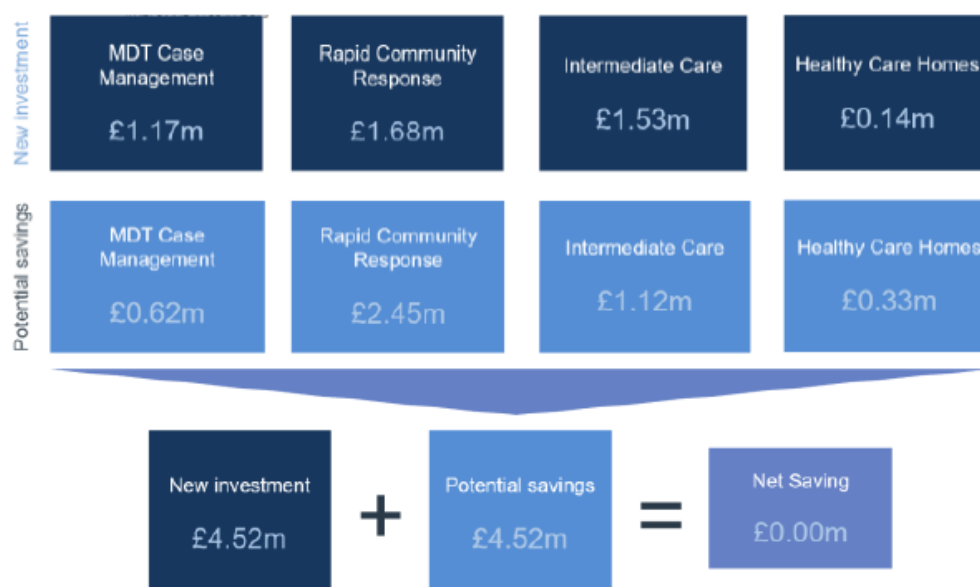 New investment
MDT Case
Management
£1.17m
Rapid Community
Response
£1.68m
Intermediate Care
£1.53m
Healthy Care Homes
£0.14m
Potential savings
MDT Case
Management
£0.62m
Rapid Community
Response
£2.45m
Intermediate Care
£1.12m
Healthy Care Homes
£0.33m
New investment
£4.52m
+
Potential savings
£4.52m
=
Net Saving
£0.00m